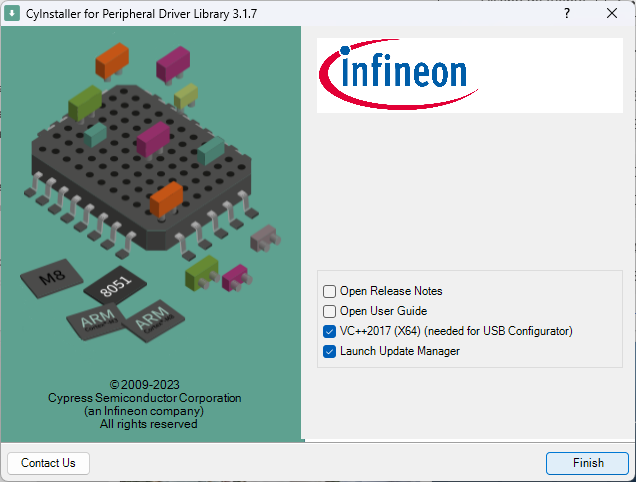 CyInstaller for Peripheral Driver Library 3.1.7
?
infineon
M8
8051
ARM
ARM
Open Release Notes
Open User Guide
VC++2017 (X64) (needed for USB Configurator)
Launch Update Manager
© 2009-2023
Cypress Semiconductor Corporation
(an Infineon company)
All rights reserved
Contact Us
Finish